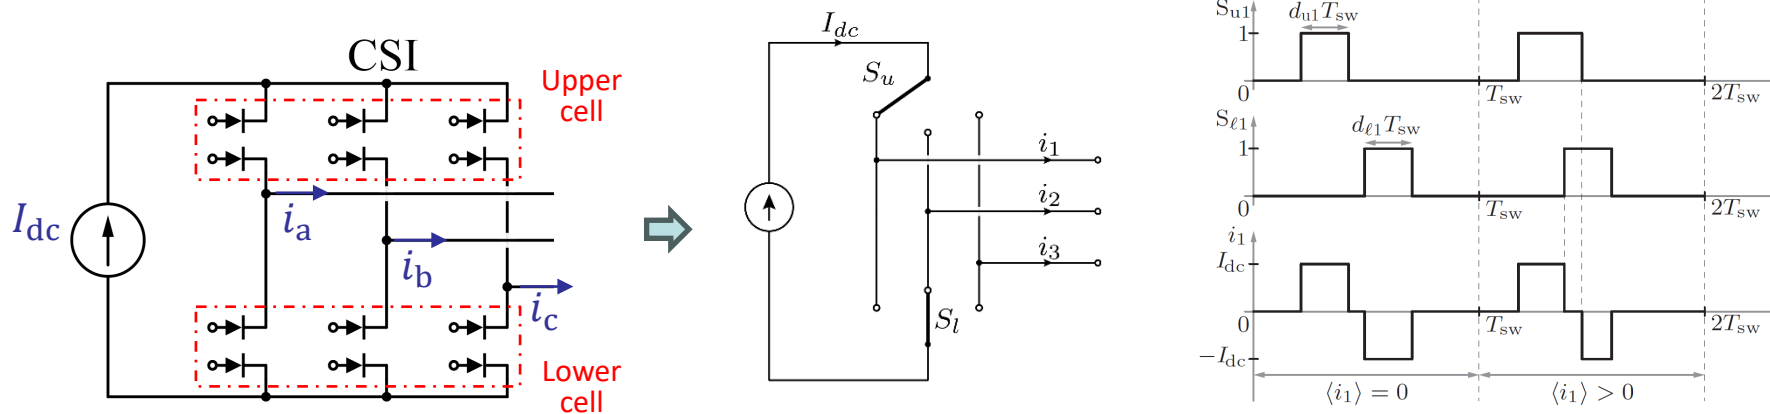 CSI
Upper
cell
I_dc
i_a
i_b
i_c
Lower
cell
I_dc
S_u
i_1
i_2
i_3
S_l
S_u1
d_u1 T_sw
1
0
T_sw
2T_sw
S_ℓ1
d_ℓ1 T_sw
1
0
T_sw
2T_sw
i_1
I_dc
0
T_sw
2T_sw
−I_dc
⟨i_1⟩ = 0
⟨i_1⟩ > 0